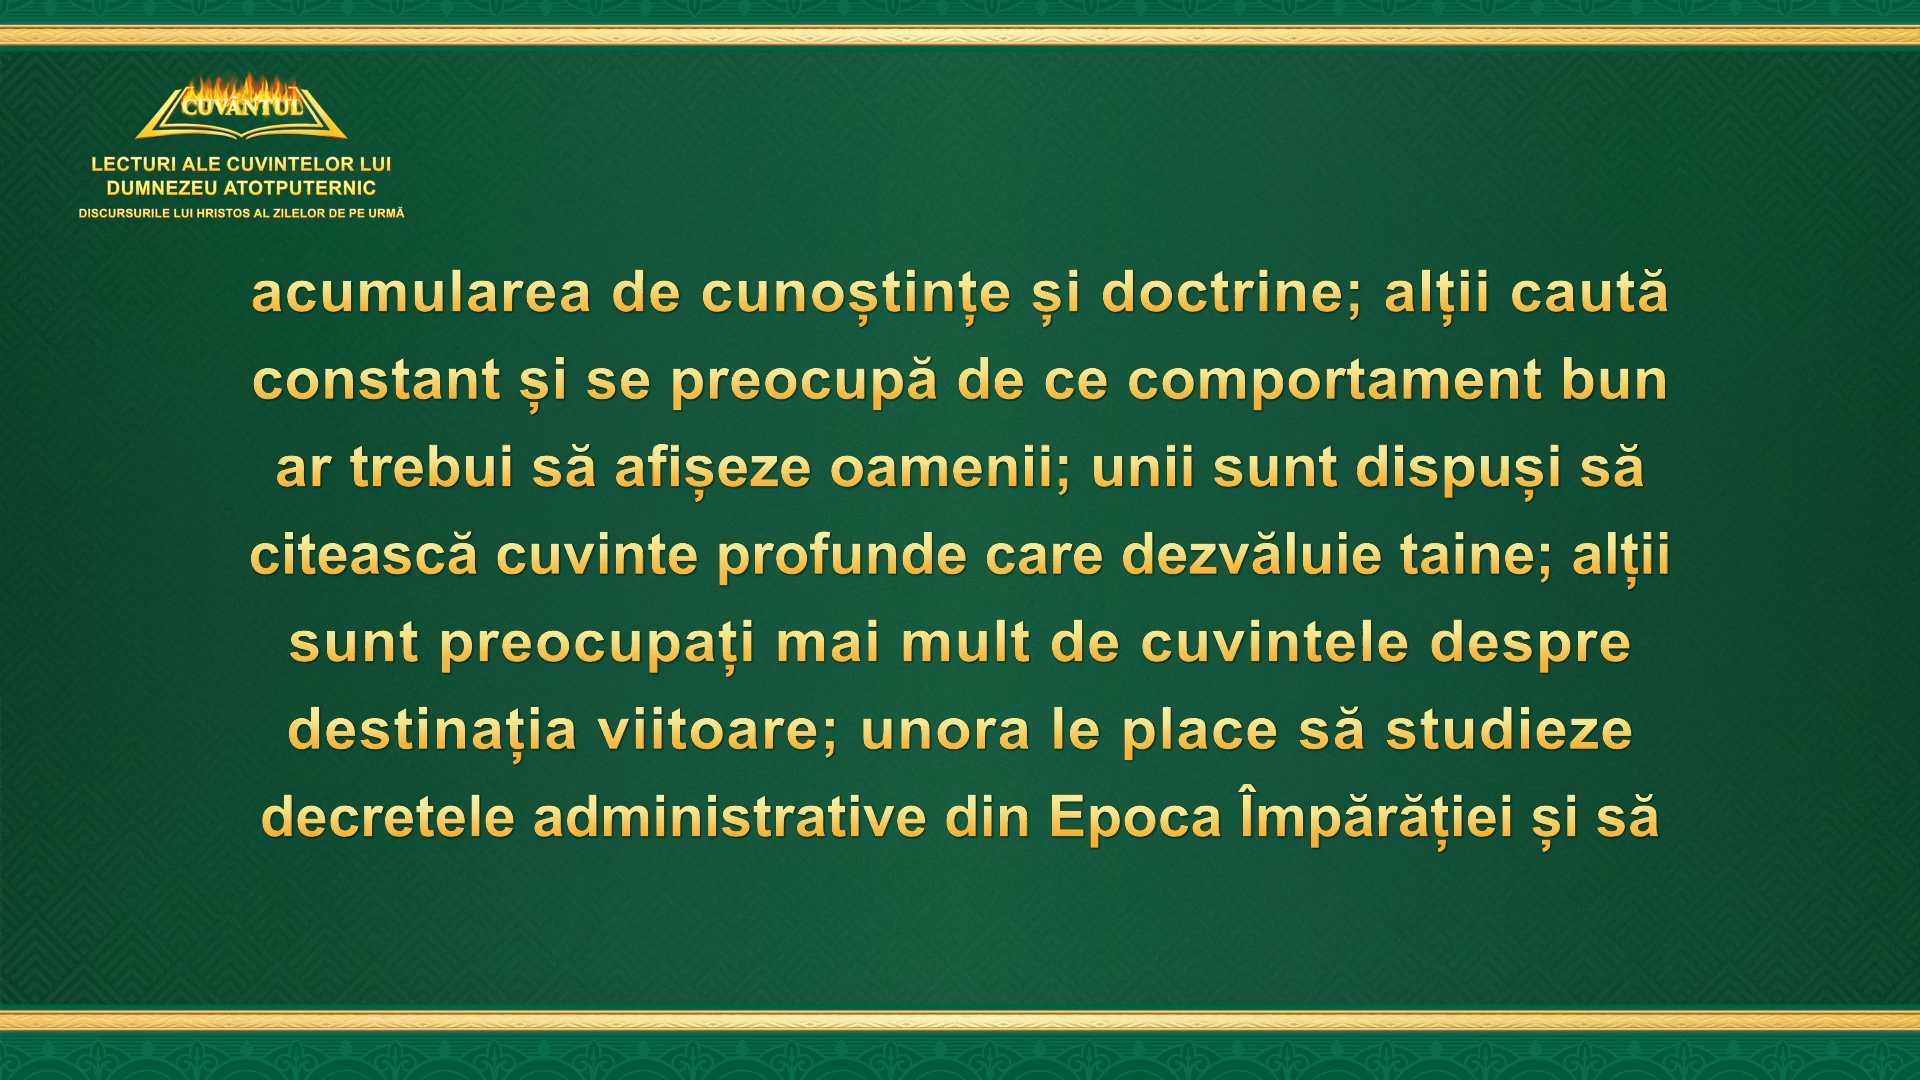 CUVÂNTUL
LECTURI ALE CUVINTELOR LUI
DUMNEZEU ATOTPUTERNIC
DISCURSURILE LUI HRISTOS AL ZILELOR DE PE URMĂ
acumularea de cunoștințe și doctrine; alții caută
constant și se preocupă de ce comportament bun
ar trebui să afișeze oamenii; unii sunt dispuși să
citească cuvinte profunde care dezvăluie taine; alții
sunt preocupați mai mult de cuvintele despre
destinația viitoare; unora le place să studieze
decretele administrative din Epoca Împărăției și să